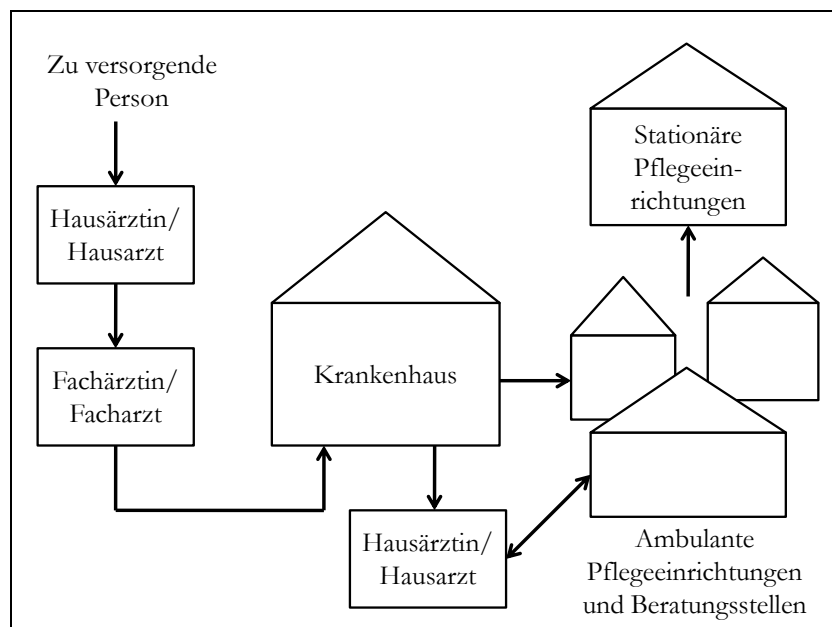 Zu versorgende
Person
Hausärztin/
Hausarzt
Fachärztin/
Facharzt
Krankenhaus
Hausärztin/
Hausarzt
Stationäre
Pflegeein-
richtungen
Ambulante
Pflegeeinrichtungen
und Beratungsstellen